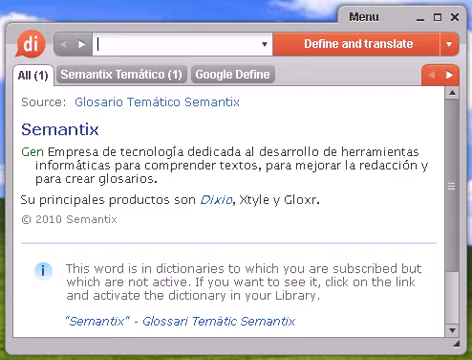 Menu
di
Define and translate
All (1)
Semantix Temático (1)
Google Define
Source: Glosario Temático Semantix
Semantix
Gen Empresa de tecnología dedicada al desarrollo de herramientas
informáticas para comprender textos, para mejorar la redacción y
para crear glosarios.
Su principales productos son Dixio, Xtyle y Gloxr.
© 2010 Semantix
i
This word is in dictionaries to which you are subscribed but
which are not active. If you want to see it, click on the link
and activate the dictionary in your Library.
"Semantix" - Glossari Temàtic Semantix